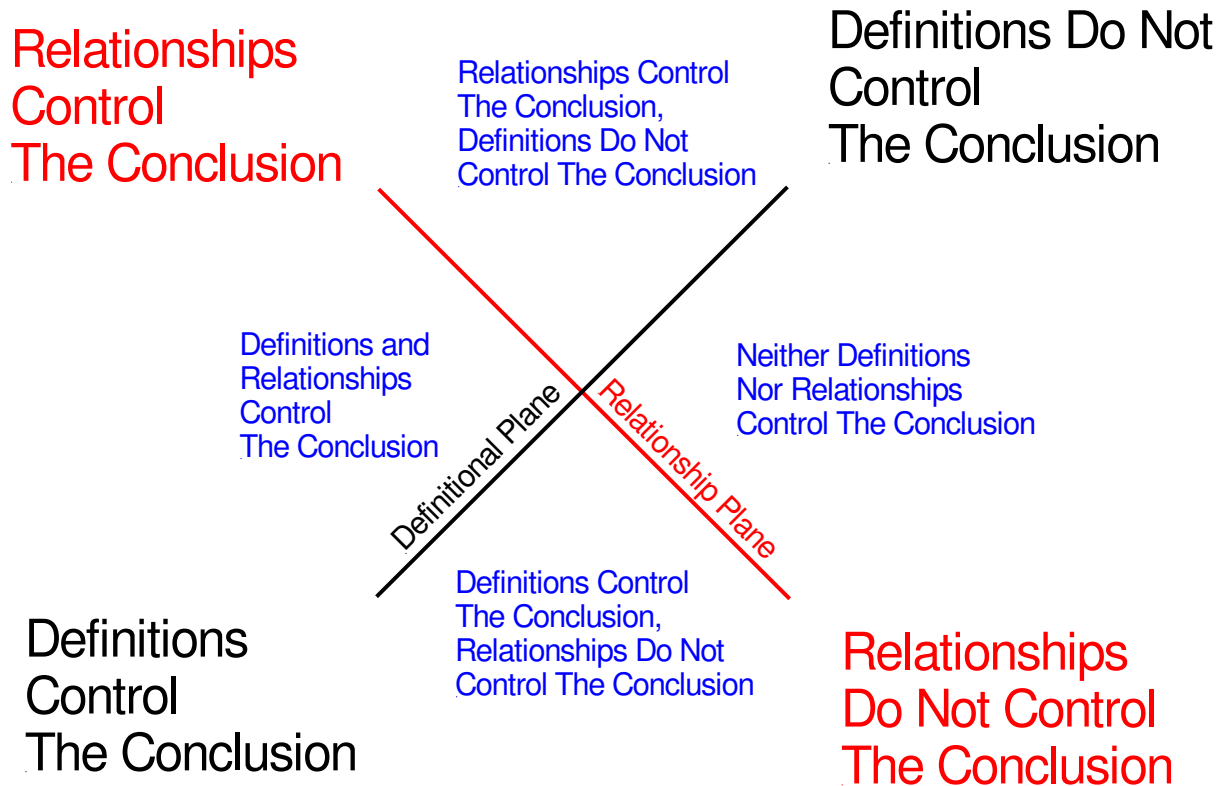 Relationships
Control
The Conclusion
Relationships Control
The Conclusion,
Definitions Do Not
Control The Conclusion
Definitions Do Not
Control
The Conclusion
Definitions and
Relationships
Control
The Conclusion
Neither Definitions
Nor Relationships
Control The Conclusion
Definitional Plane
Relationship Plane
Definitions Control
The Conclusion,
Relationships Do Not
Control The Conclusion
Definitions
Control
The Conclusion
Relationships
Do Not Control
The Conclusion